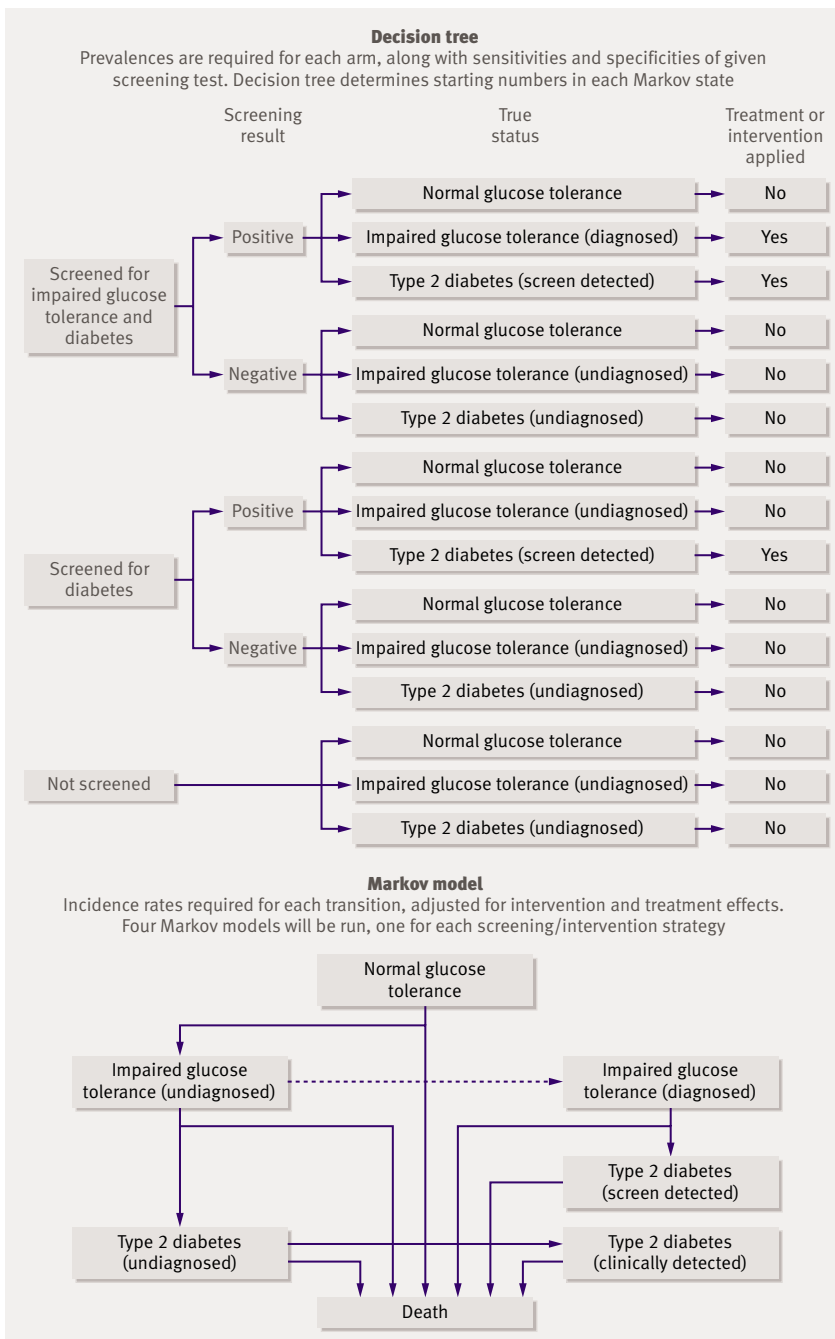 Decision tree
Prevalences are required for each arm, along with sensitivities and specificities of given
screening test. Decision tree determines starting numbers in each Markov state
Screening
result
True
status
Treatment or
intervention
applied
Screened for
impaired glucose
tolerance and
diabetes
Positive
Normal glucose tolerance
No
Impaired glucose tolerance (diagnosed)
Yes
Type 2 diabetes (screen detected)
Yes
Negative
Normal glucose tolerance
No
Impaired glucose tolerance (undiagnosed)
No
Type 2 diabetes (undiagnosed)
No
Screened for
diabetes
Positive
Normal glucose tolerance
No
Impaired glucose tolerance (undiagnosed)
No
Type 2 diabetes (screen detected)
Yes
Negative
Normal glucose tolerance
No
Impaired glucose tolerance (undiagnosed)
No
Type 2 diabetes (undiagnosed)
No
Not screened
Normal glucose tolerance
No
Impaired glucose tolerance (undiagnosed)
No
Type 2 diabetes (undiagnosed)
No
Markov model
Incidence rates required for each transition, adjusted for intervention and treatment effects.
Four Markov models will be run, one for each screening/intervention strategy
Normal glucose
tolerance
Impaired glucose
tolerance (undiagnosed)
Impaired glucose
tolerance (diagnosed)
Type 2 diabetes
(screen detected)
Type 2 diabetes
(undiagnosed)
Type 2 diabetes
(clinically detected)
Death